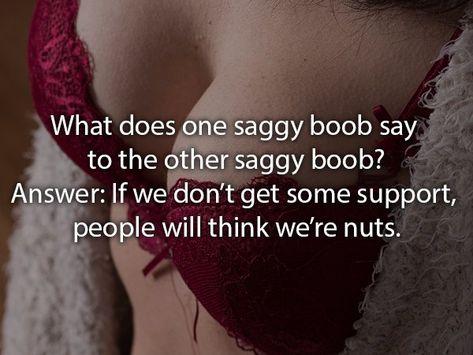 What does one saggy boob say
to the other saggy boob?
Answer: If we don’t get some support,
people will think we’re nuts.